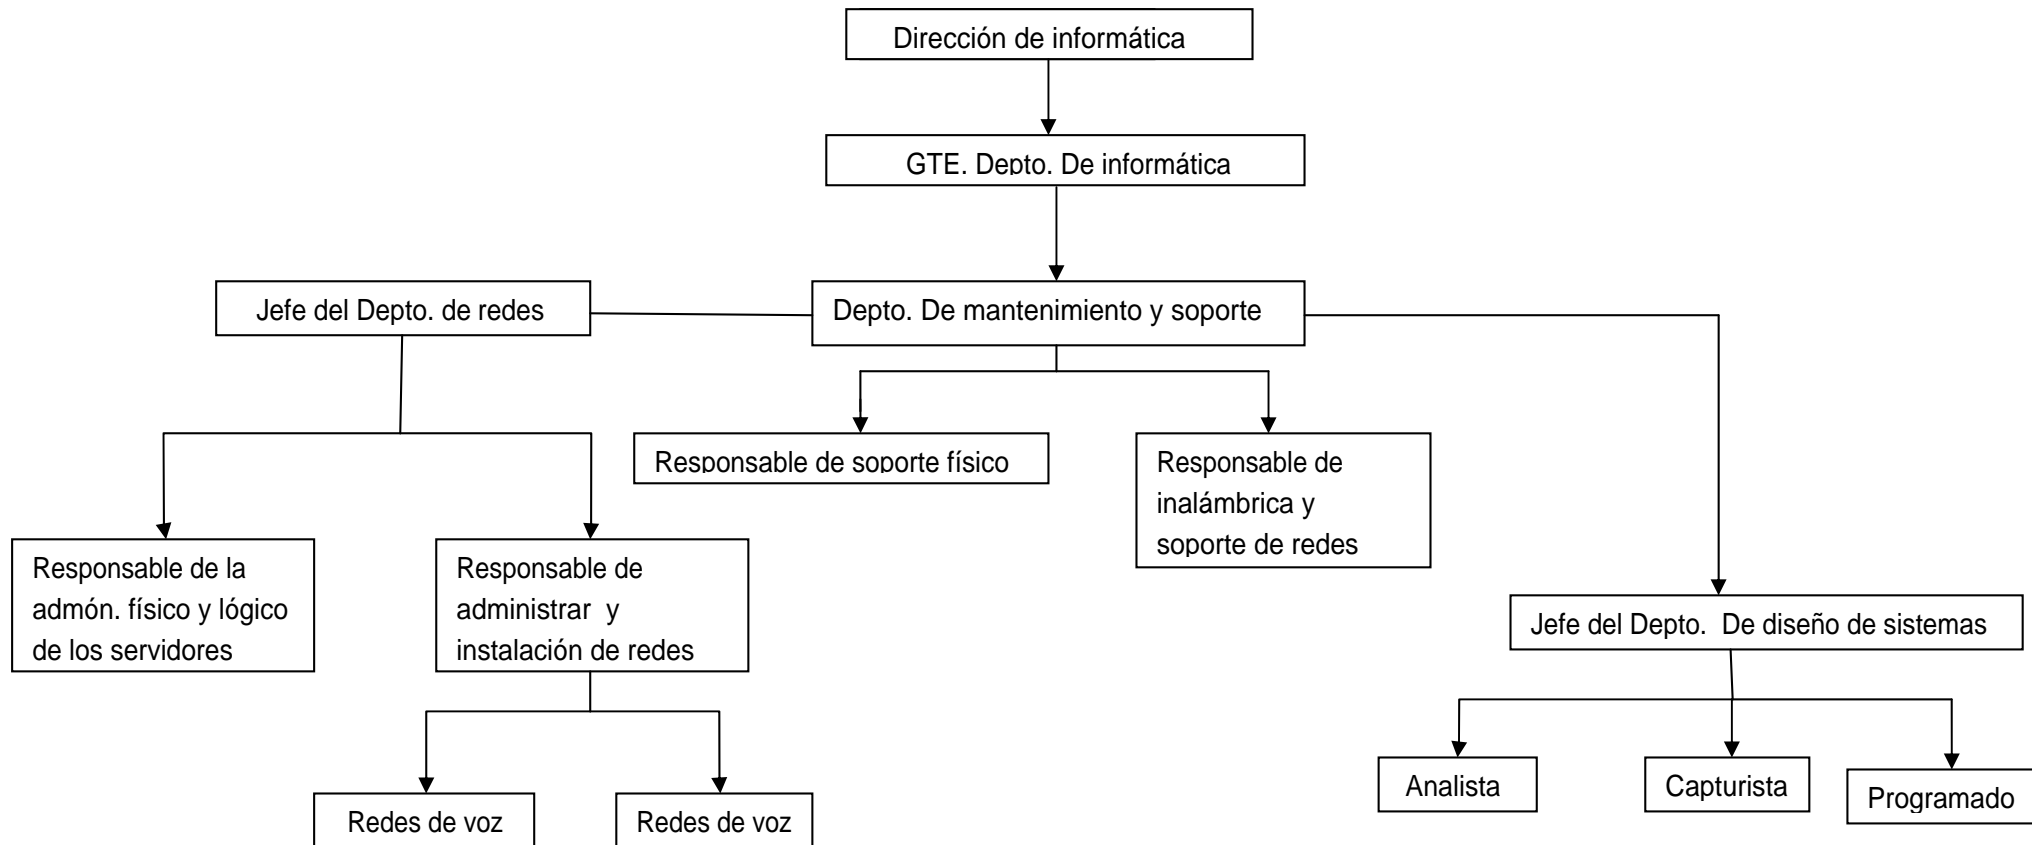 Dirección de informática
GTE. Depto. De informática
Jefe del Depto. de redes
Depto. De mantenimiento y soporte
Responsable de soporte físico
Responsable de
inalámbrica y
soporte de redes
Responsable de la
admón. físico y lógico
de los servidores
Responsable de
administrar y
instalación de redes
Jefe del Depto. De diseño de sistemas
Redes de voz
Redes de voz
Analista
Capturista
Programado